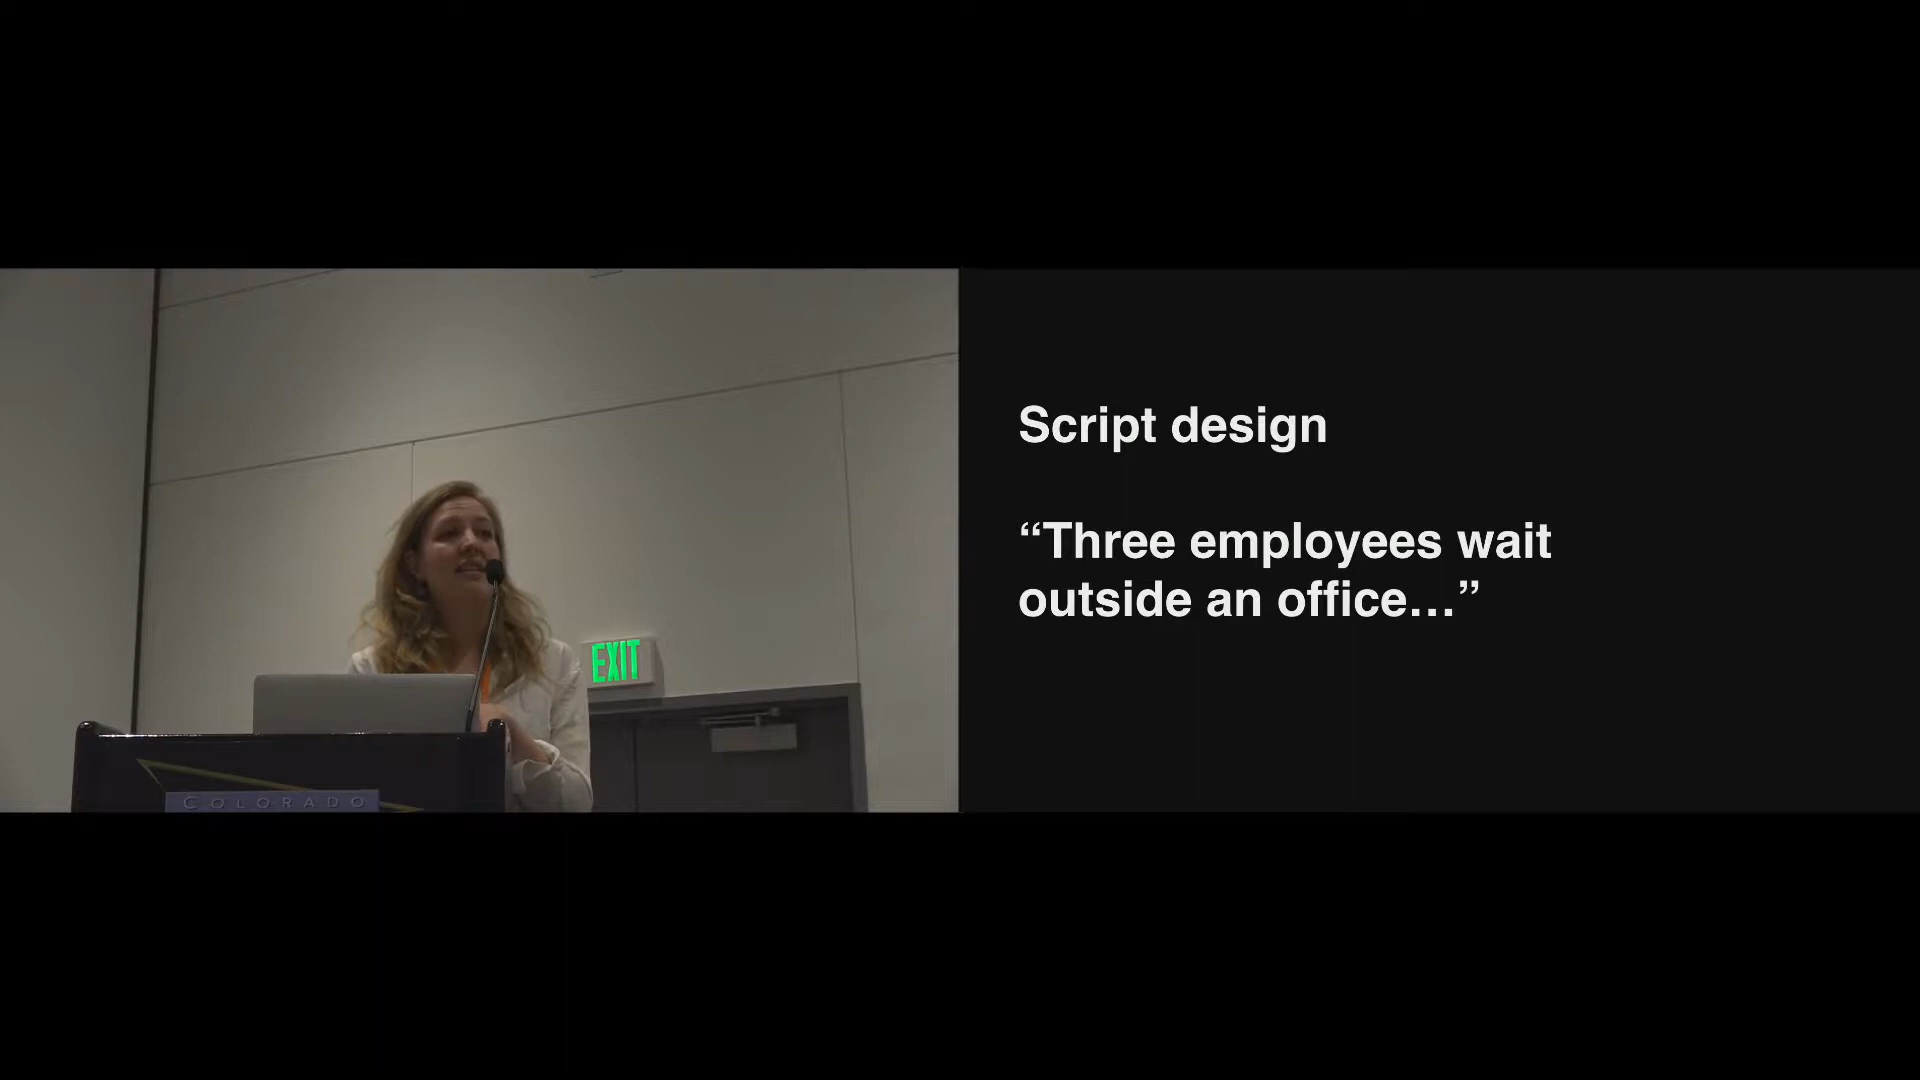 Script design
“Three employees wait
outside an office…”
EXIT
COLORADO